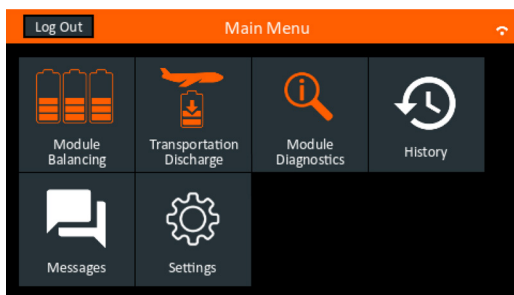 Log Out
Main Menu
Module
Balancing
Transportation
Discharge
Module
Diagnostics
History
Messages
Settings